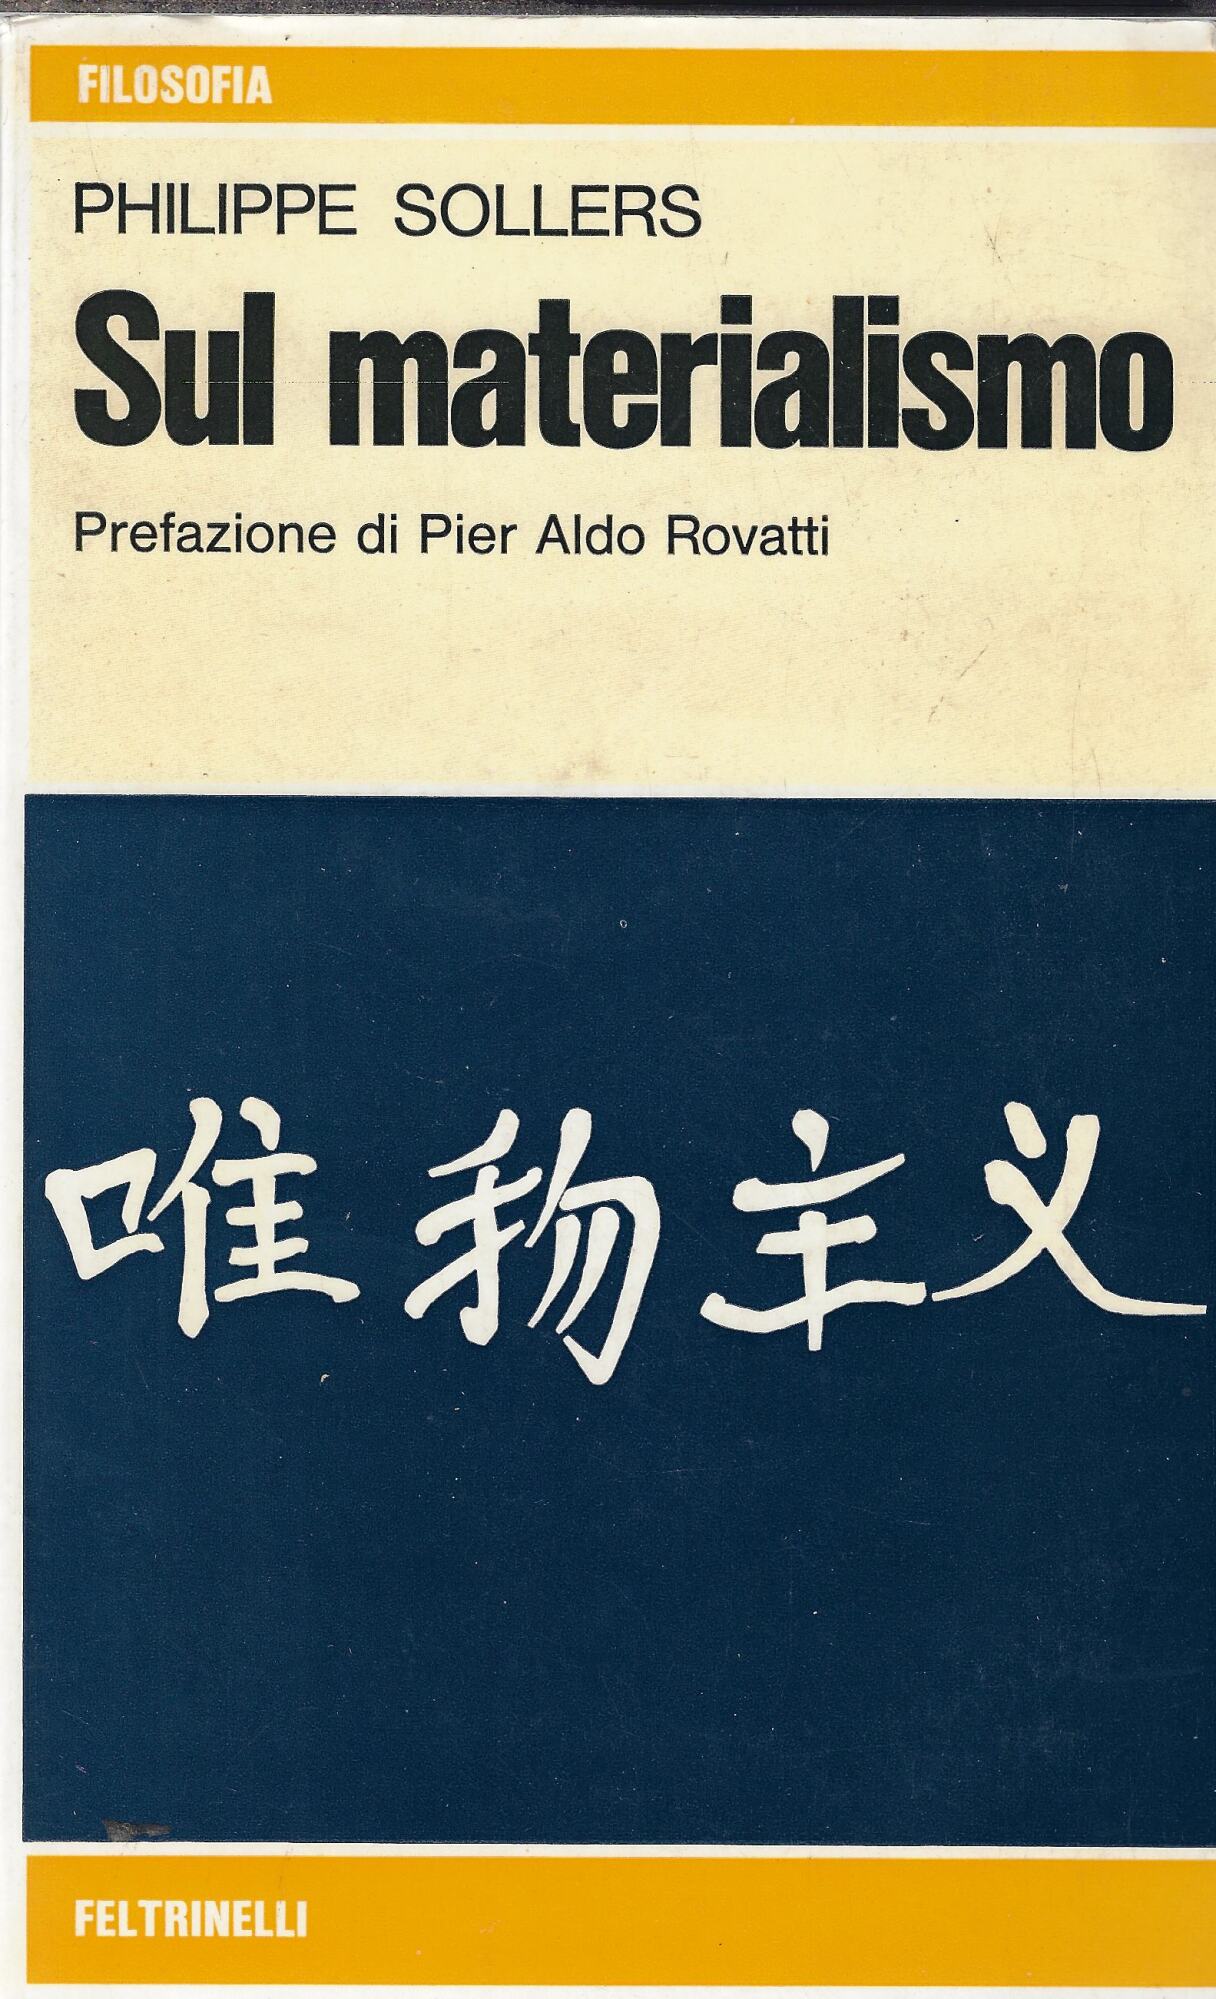 FILOSOFIA
PHILIPPE SOLLERS
Sul materialismo
Prefazione di Pier Aldo Rovatti
唯物主义
FELTRINELLI